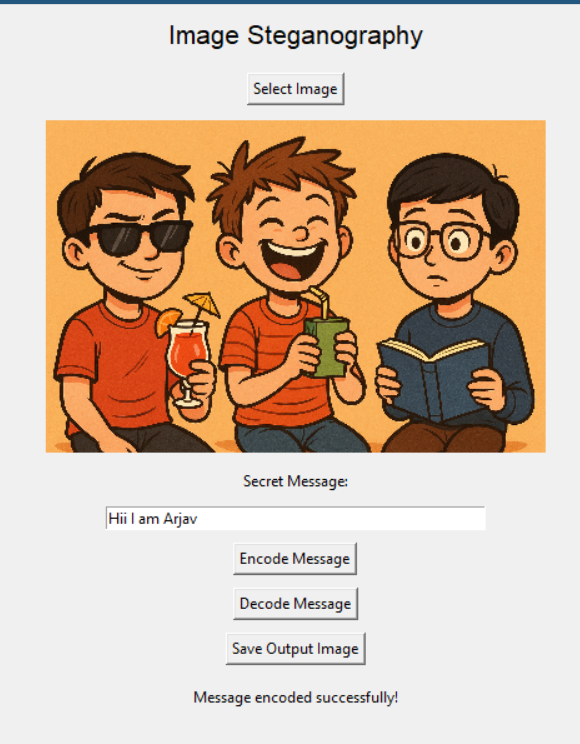 Image Steganography
Select Image
Secret Message:
Hii I am Arjav
Encode Message
Decode Message
Save Output Image
Message encoded successfully!